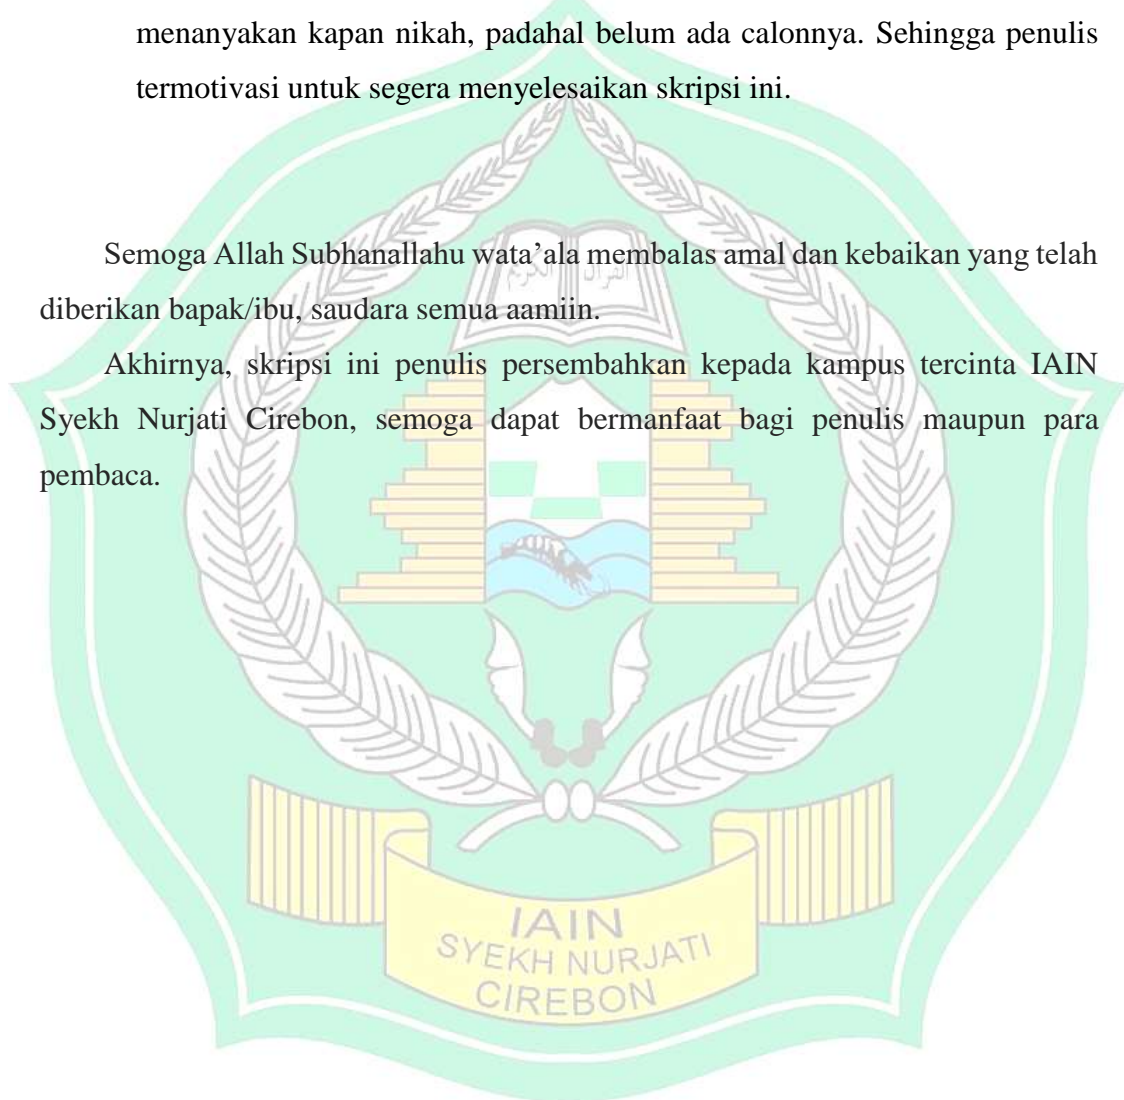 menanyakan kapan nikah, padahal belum ada calonnya. Sehingga penulis
termotivasi untuk segera menyelesaikan skripsi ini.
Semoga Allah Subhanallahu wata’ala membalas amal dan kebaikan yang telah
القرآن الكريم
diberikan bapak/ibu, saudara semua aamiin.
Akhirnya, skripsi ini penulis persembahkan kepada kampus tercinta IAIN
Syekh Nurjati Cirebon, semoga dapat bermanfaat bagi penulis maupun para
pembaca.
IAIN
SYEKH NURJATI
CIREBON